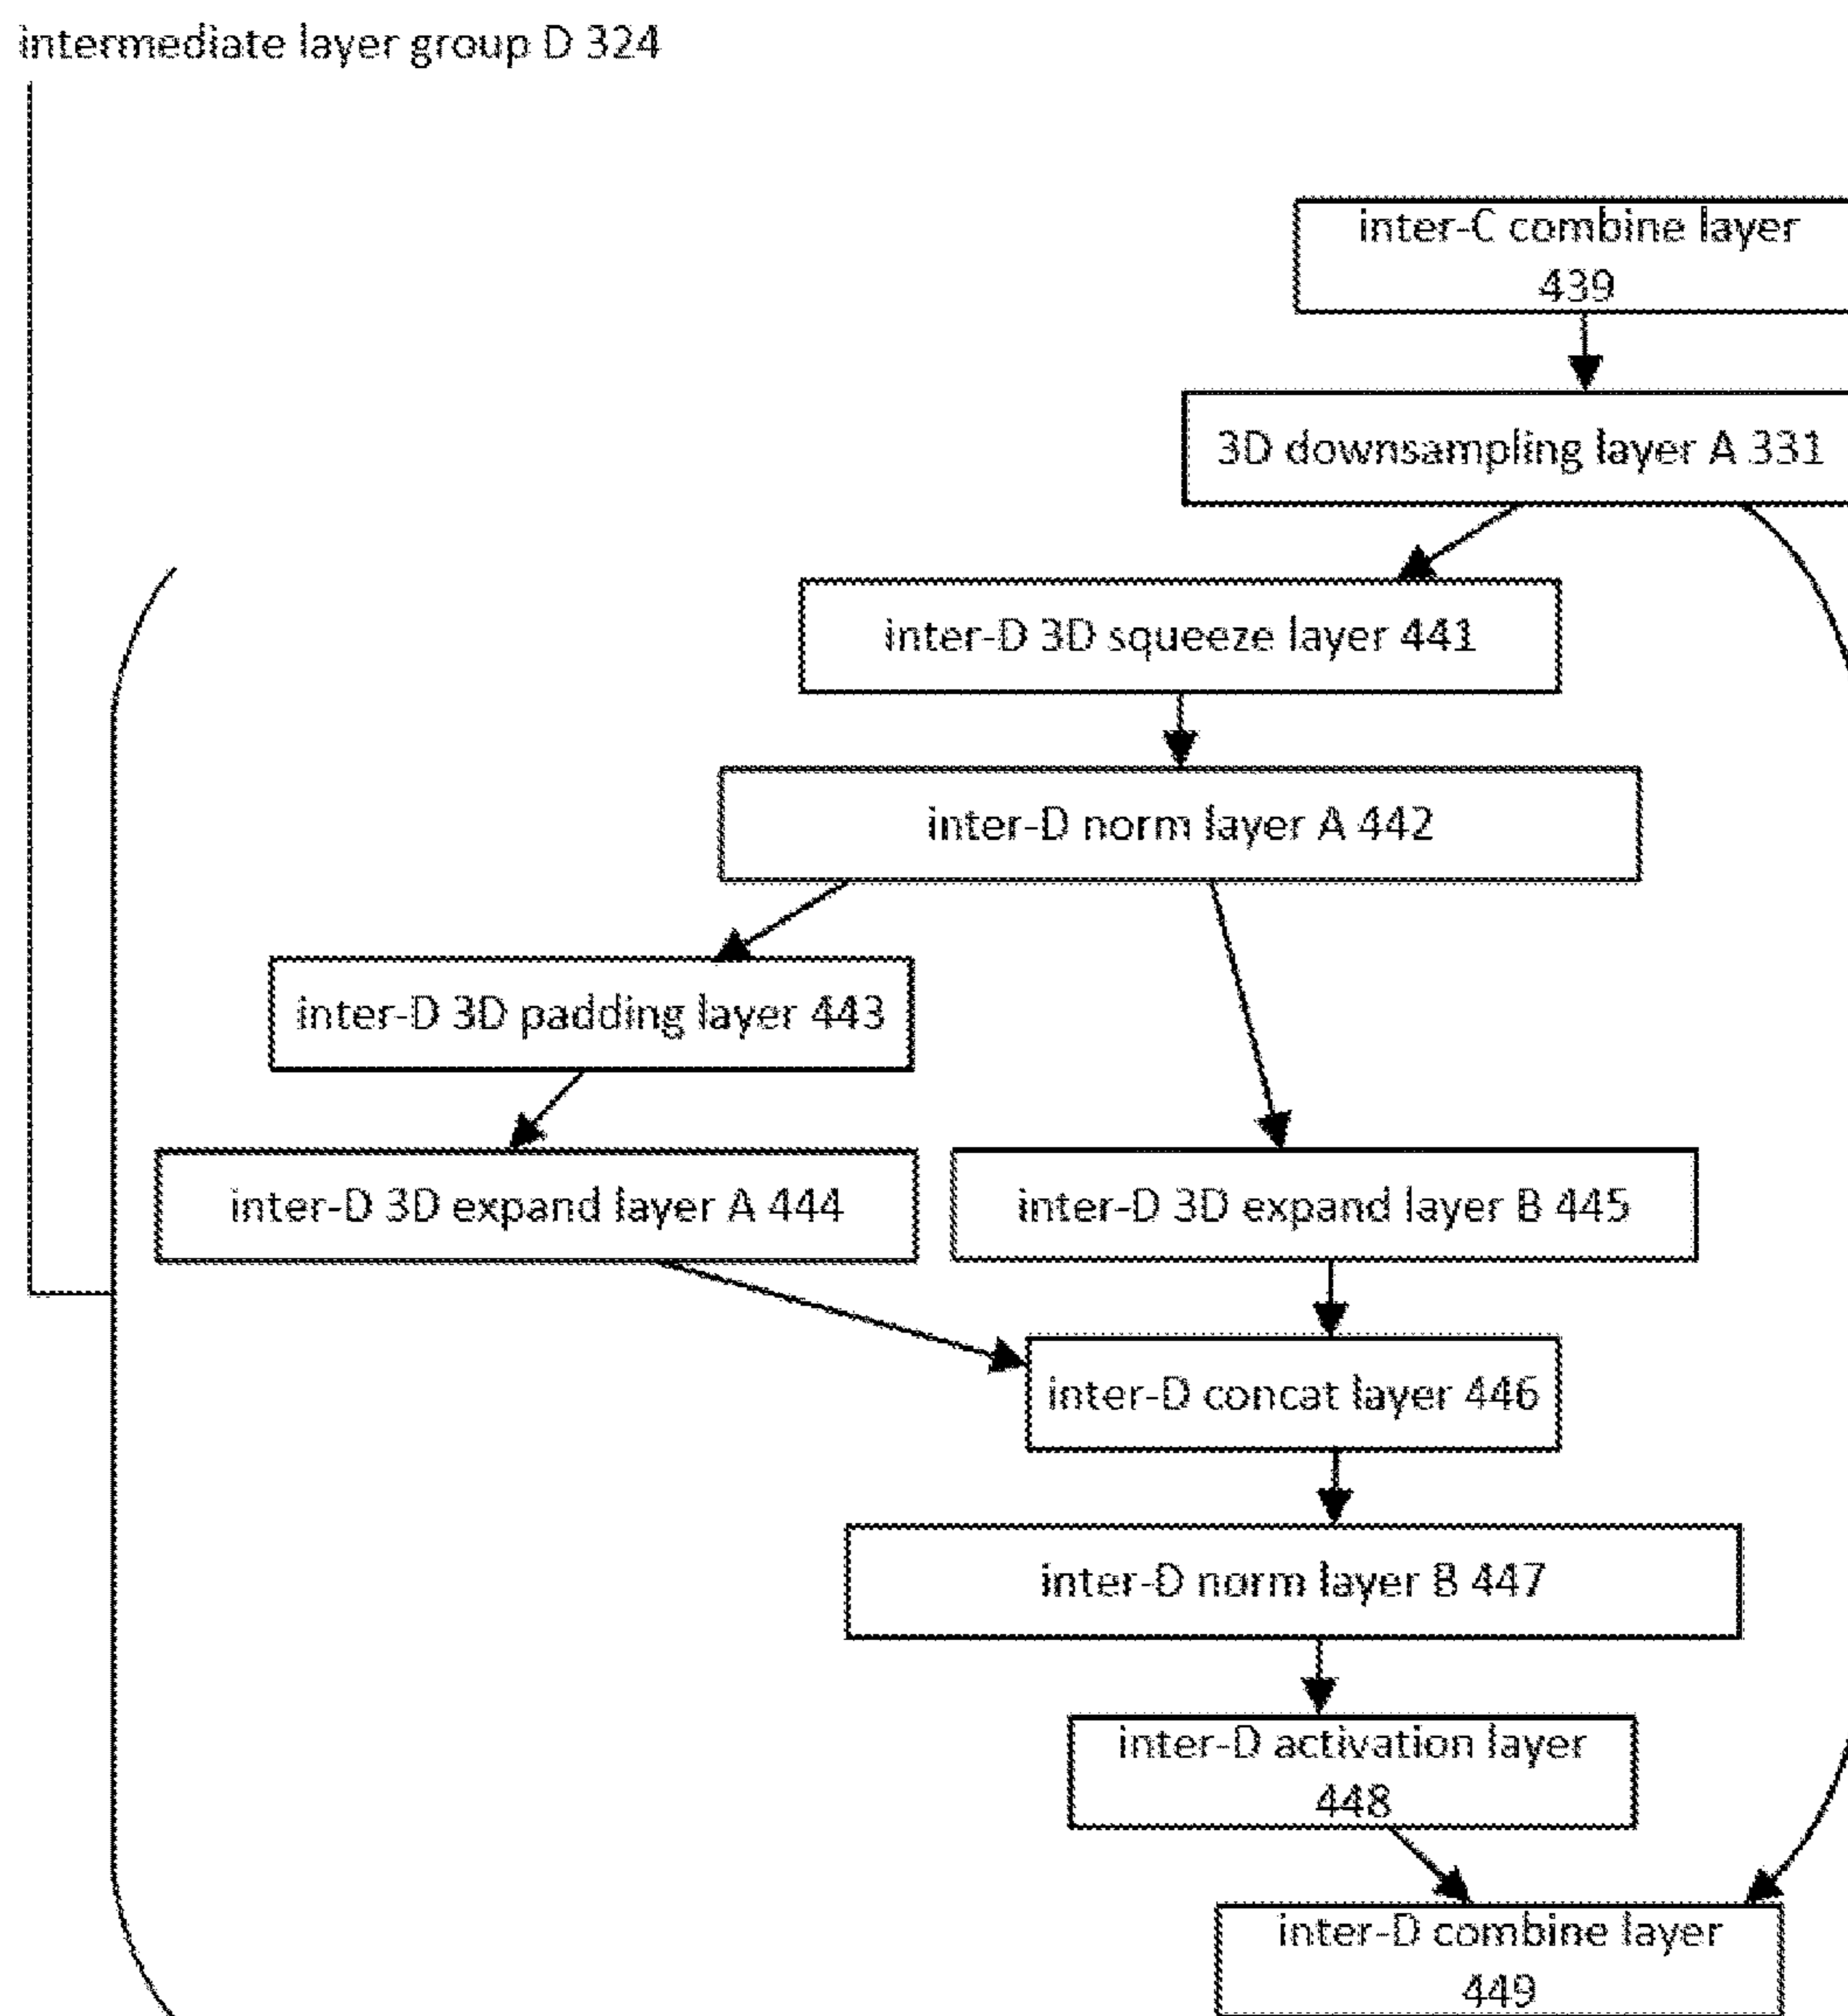 intermediate layer group D 324
inter-C combine layer
439
3D downsampling layer A 331
inter-D 3D squeeze layer 441
inter-D norm layer A 442
inter-D 3D padding layer 443
inter-D 3D expand layer A 444
inter-D 3D expand layer B 445
inter-D concat layer 446
inter-D norm layer B 447
inter-D activation layer
448
inter-D combine layer
449